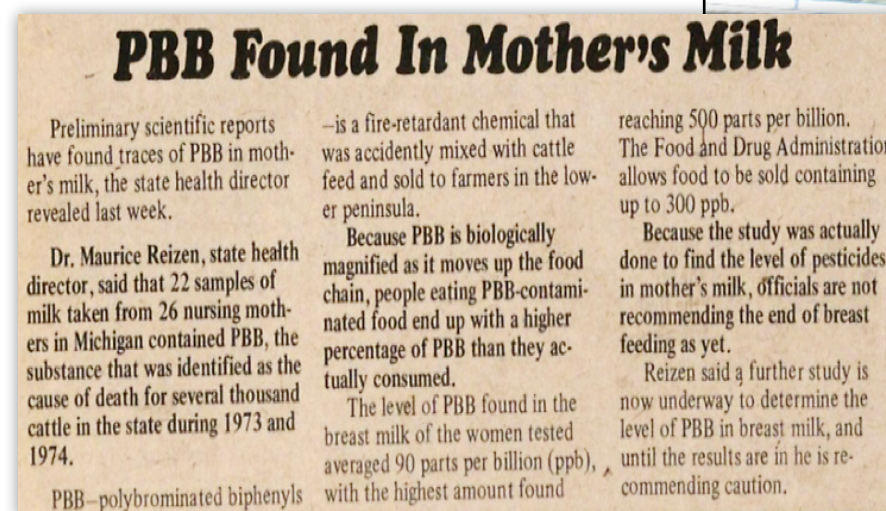 PBB Found In Mother's Milk
Preliminary scientific reports
have found traces of PBB in moth-
er's milk, the state health director
revealed last week.
Dr. Maurice Reizen, state health
director, said that 22 samples of
milk taken from 26 nursing moth-
ers in Michigan contained PBB, the
substance that was identified as the
cause of death for several thousand
cattle in the state during 1973 and
1974.
PBB—polybrominated biphenyls
—is a fire-retardant chemical that
was accidently mixed with cattle
feed and sold to farmers in the low-
er peninsula.
Because PBB is biologically
magnified as it moves up the food
chain, people eating PBB-contami-
nated food end up with a higher
percentage of PBB than they ac-
tually consumed.
The level of PBB found in the
breast milk of the women tested
averaged 90 parts per billion (ppb),
with the highest amount found
reaching 500 parts per billion.
The Food and Drug Administration
allows food to be sold containing
up to 300 ppb.
Because the study was actually
done to find the level of pesticides
in mother's milk, officials are not
recommending the end of breast
feeding as yet.
Reizen said a further study is
now underway to determine the
level of PBB in breast milk, and
until the results are in he is re-
commending caution.